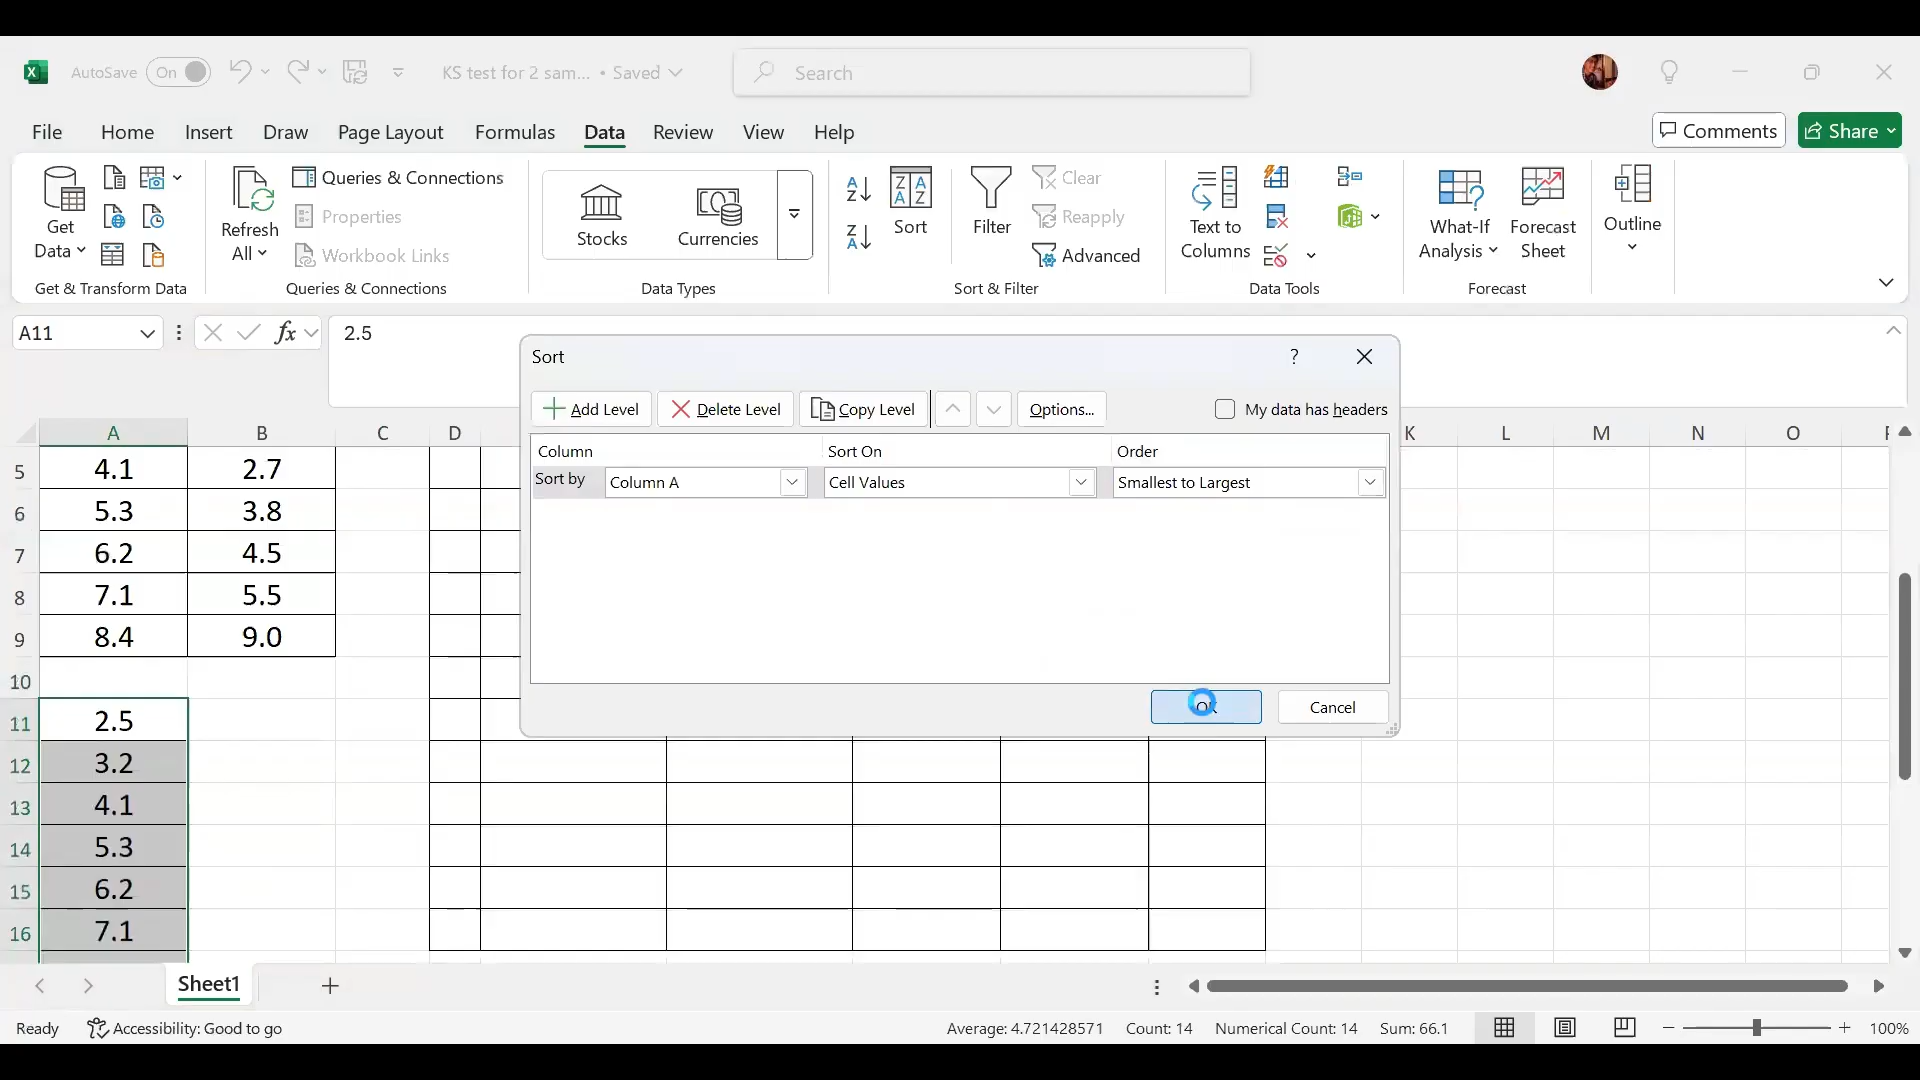 AutoSave On KS test for 2 sam... • Saved Search
File Home Insert Draw Page Layout Formulas Data Review View Help Comments Share
Get Data
Refresh All
Queries & Connections
Properties
Workbook Links
Stocks
Currencies
Sort
Filter
Clear
Reapply
Advanced
Text to Columns
What-If Analysis
Forecast Sheet
Outline
Get & Transform Data Queries & Connections Data Types Sort & Filter Data Tools Forecast
A11 fx 2.5
Sort ?
Add Level Delete Level Copy Level Options... My data has headers
Column Sort On Order
Sort by Column A Cell Values Smallest to Largest
OK Cancel
A B C D K L M N O
5 4.1 2.7
6 5.3 3.8
7 6.2 4.5
8 7.1 5.5
9 8.4 9.0
10
11 2.5
12 3.2
13 4.1
14 5.3
15 6.2
16 7.1
Sheet1
Ready Accessibility: Good to go Average: 4.721428571 Count: 14 Numerical Count: 14 Sum: 66.1 100%